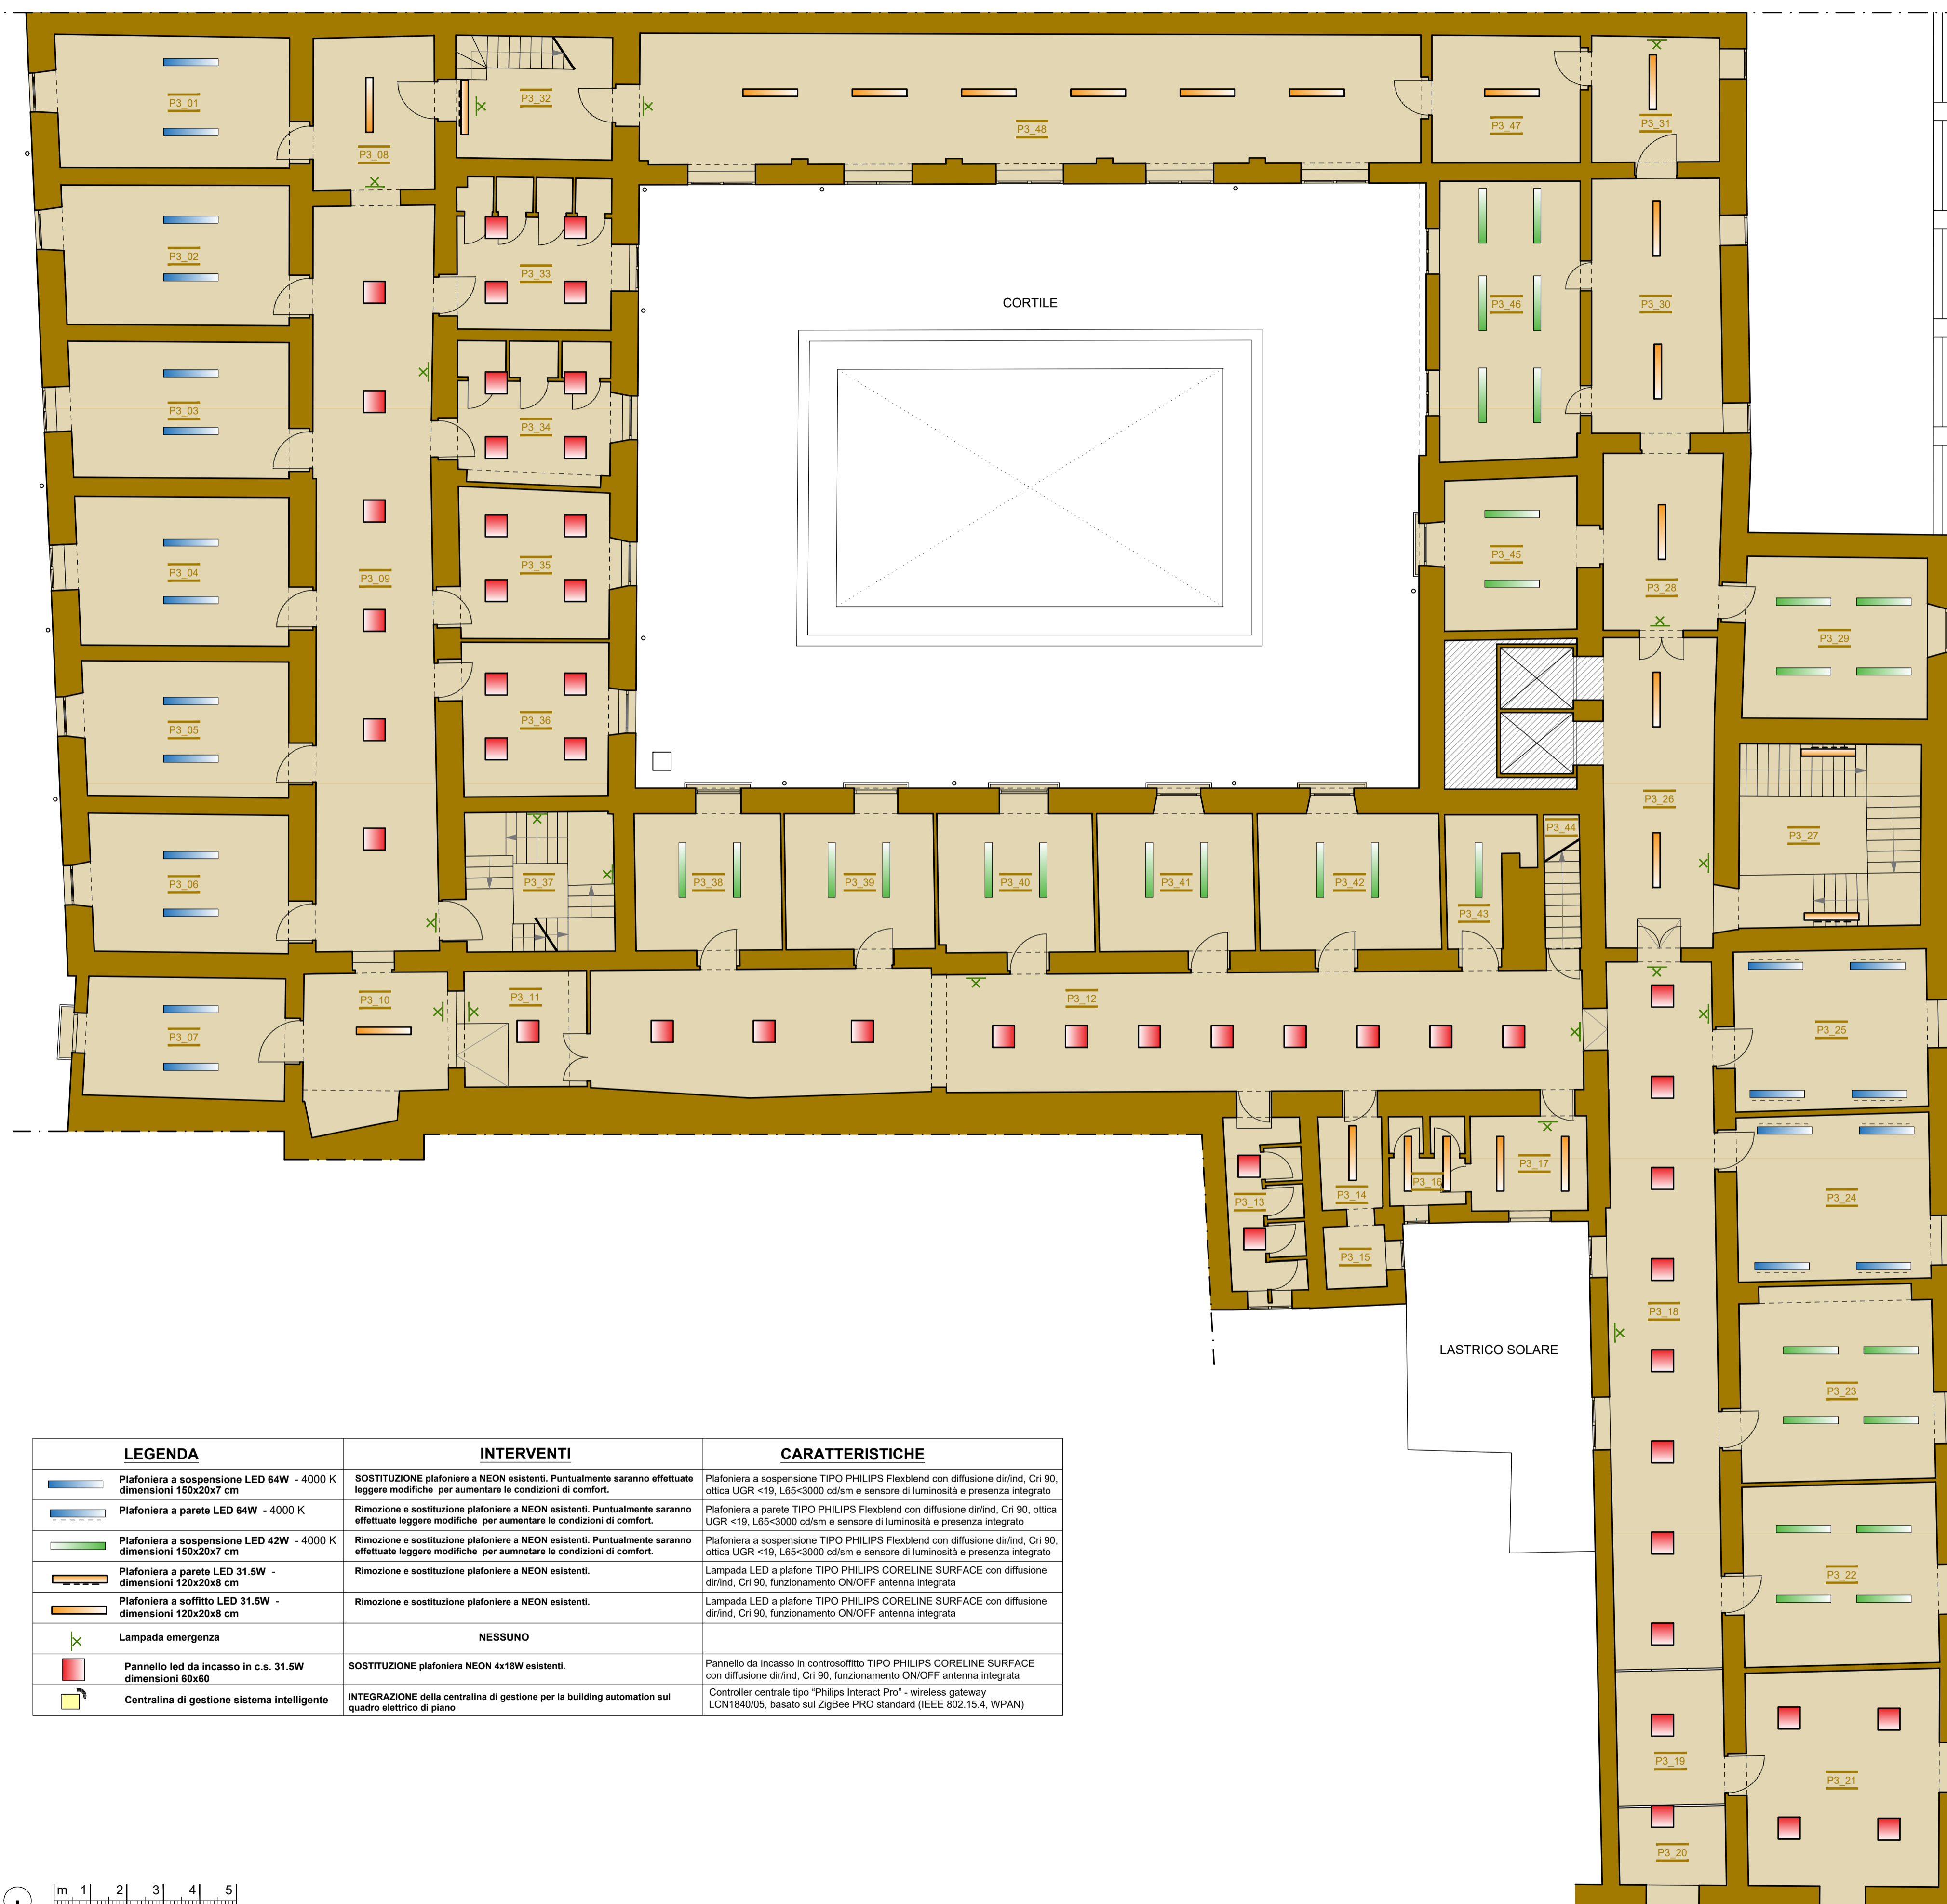 P3_01
P3_08
P3_32
P3_48
P3_47
P3_31
P3_02
P3_33
CORTILE
P3_46
P3_30
P3_03
P3_34
P3_04
P3_09
P3_35
P3_45
P3_28
P3_29
P3_05
P3_36
P3_26
P3_27
P3_44
P3_06
P3_37
P3_38
P3_39
P3_40
P3_41
P3_42
P3_43
P3_07
P3_10
P3_11
P3_12
P3_25
P3_13
P3_14
P3_16
P3_17
P3_24
P3_15
P3_18
LASTRICO SOLARE
P3_23
P3_22
P3_19
P3_21
P3_20
LEGENDA
INTERVENTI
CARATTERISTICHE
Plafoniera a sospensione LED 64W - 4000 K
dimensioni 150x20x7 cm
SOSTITUZIONE plafoniere a NEON esistenti. Puntualmente saranno effettuate
leggere modifiche per aumentare le condizioni di comfort.
Plafoniera a sospensione TIPO PHILIPS Flexblend con diffusione dir/ind, Cri 90,
ottica UGR <19, L65<3000 cd/sm e sensore di luminosità e presenza integrato
Plafoniera a parete LED 64W - 4000 K
Rimozione e sostituzione plafoniere a NEON esistenti. Puntualmente saranno
effettuate leggere modifiche per aumentare le condizioni di comfort.
Plafoniera a parete TIPO PHILIPS Flexblend con diffusione dir/ind, Cri 90, ottica
UGR <19, L65<3000 cd/sm e sensore di luminosità e presenza integrato
Plafoniera a sospensione LED 42W - 4000 K
dimensioni 150x20x7 cm
Rimozione e sostituzione plafoniere a NEON esistenti. Puntualmente saranno
effettuate leggere modifiche per aumnetare le condizioni di comfort.
Plafoniera a sospensione TIPO PHILIPS Flexblend con diffusione dir/ind, Cri 90,
ottica UGR <19, L65<3000 cd/sm e sensore di luminosità e presenza integrato
Plafoniera a parete LED 31.5W -
dimensioni 120x20x8 cm
Rimozione e sostituzione plafoniere a NEON esistenti.
Lampada LED a plafone TIPO PHILIPS CORELINE SURFACE con diffusione
dir/ind, Cri 90, funzionamento ON/OFF antenna integrata
Plafoniera a soffitto LED 31.5W -
dimensioni 120x20x8 cm
Rimozione e sostituzione plafoniere a NEON esistenti.
Lampada LED a plafone TIPO PHILIPS CORELINE SURFACE con diffusione
dir/ind, Cri 90, funzionamento ON/OFF antenna integrata
Lampada emergenza
NESSUNO
Pannello led da incasso in c.s. 31.5W
dimensioni 60x60
SOSTITUZIONE plafoniera NEON 4x18W esistenti.
Pannello da incasso in controsoffitto TIPO PHILIPS CORELINE SURFACE
con diffusione dir/ind, Cri 90, funzionamento ON/OFF antenna integrata
Centralina di gestione sistema intelligente
INTEGRAZIONE della centralina di gestione per la building automation sul
quadro elettrico di piano
Controller centrale tipo “Philips Interact Pro” - wireless gateway
LCN1840/05, basato sul ZigBee PRO standard (IEEE 802.15.4, WPAN)
m 1 2 3 4 5